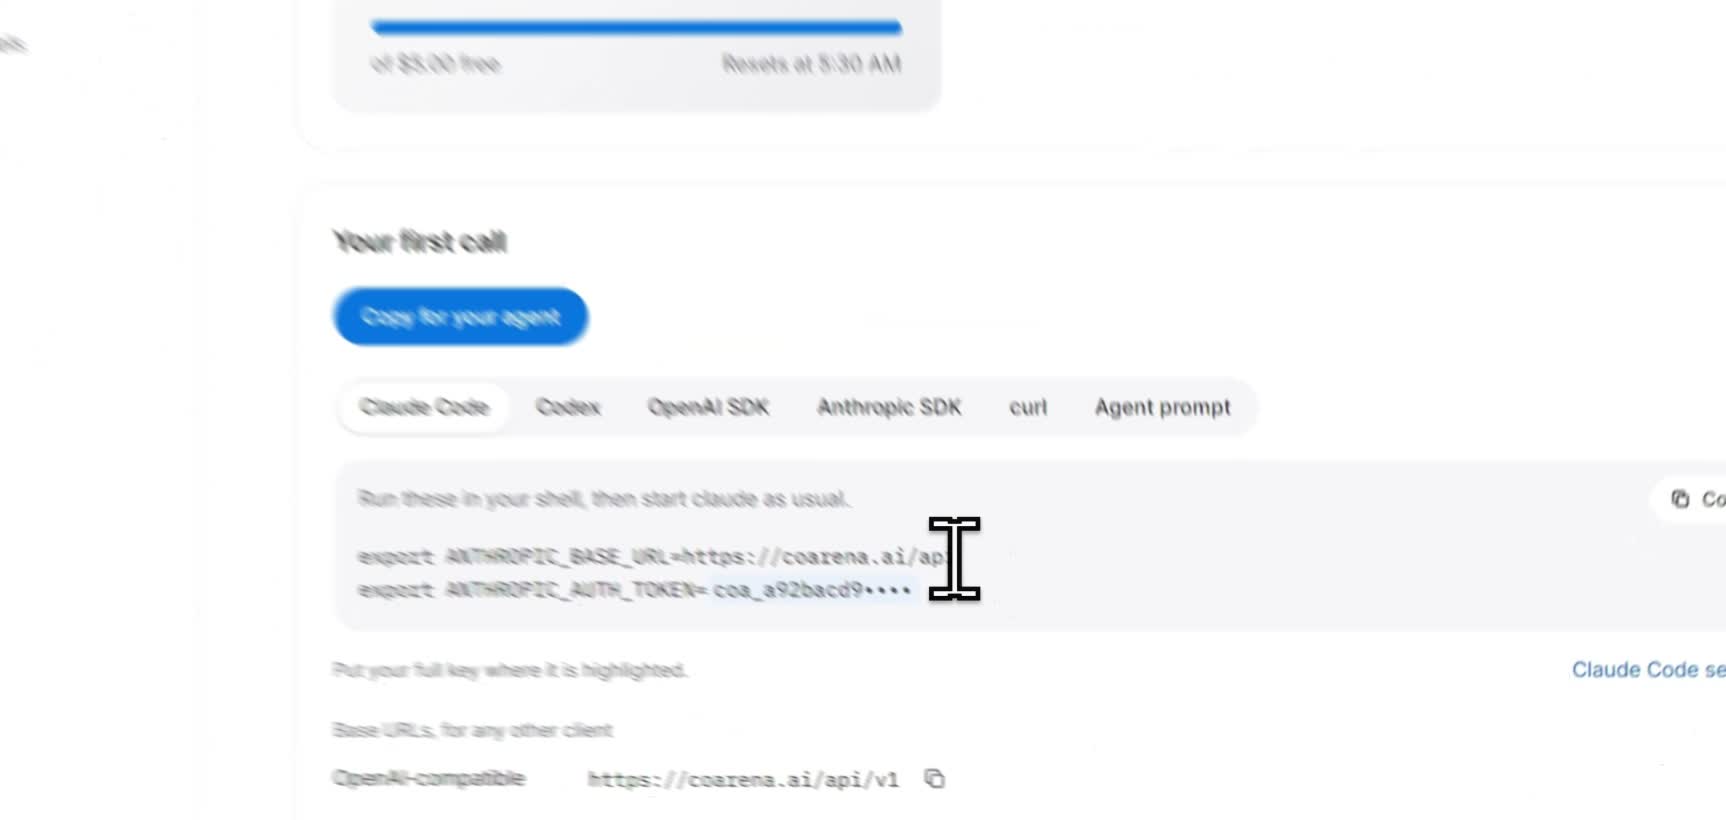 of $5.00 free
Resets at 5:30 AM
Your first call
Copy for your agent
Claude Code
Codex
OpenAI SDK
Anthropic SDK
curl
Agent prompt
Run these in your shell, then start claude as usual.
Co
export ANTHROPIC_BASE_URL=https://coarena.ai/ap
export ANTHROPIC_AUTH_TOKEN=coa_a92bacd9••••
Put your full key where it is highlighted.
Claude Code se
Base URLs, for any other client
OpenAI-compatible
https://coarena.ai/api/v1